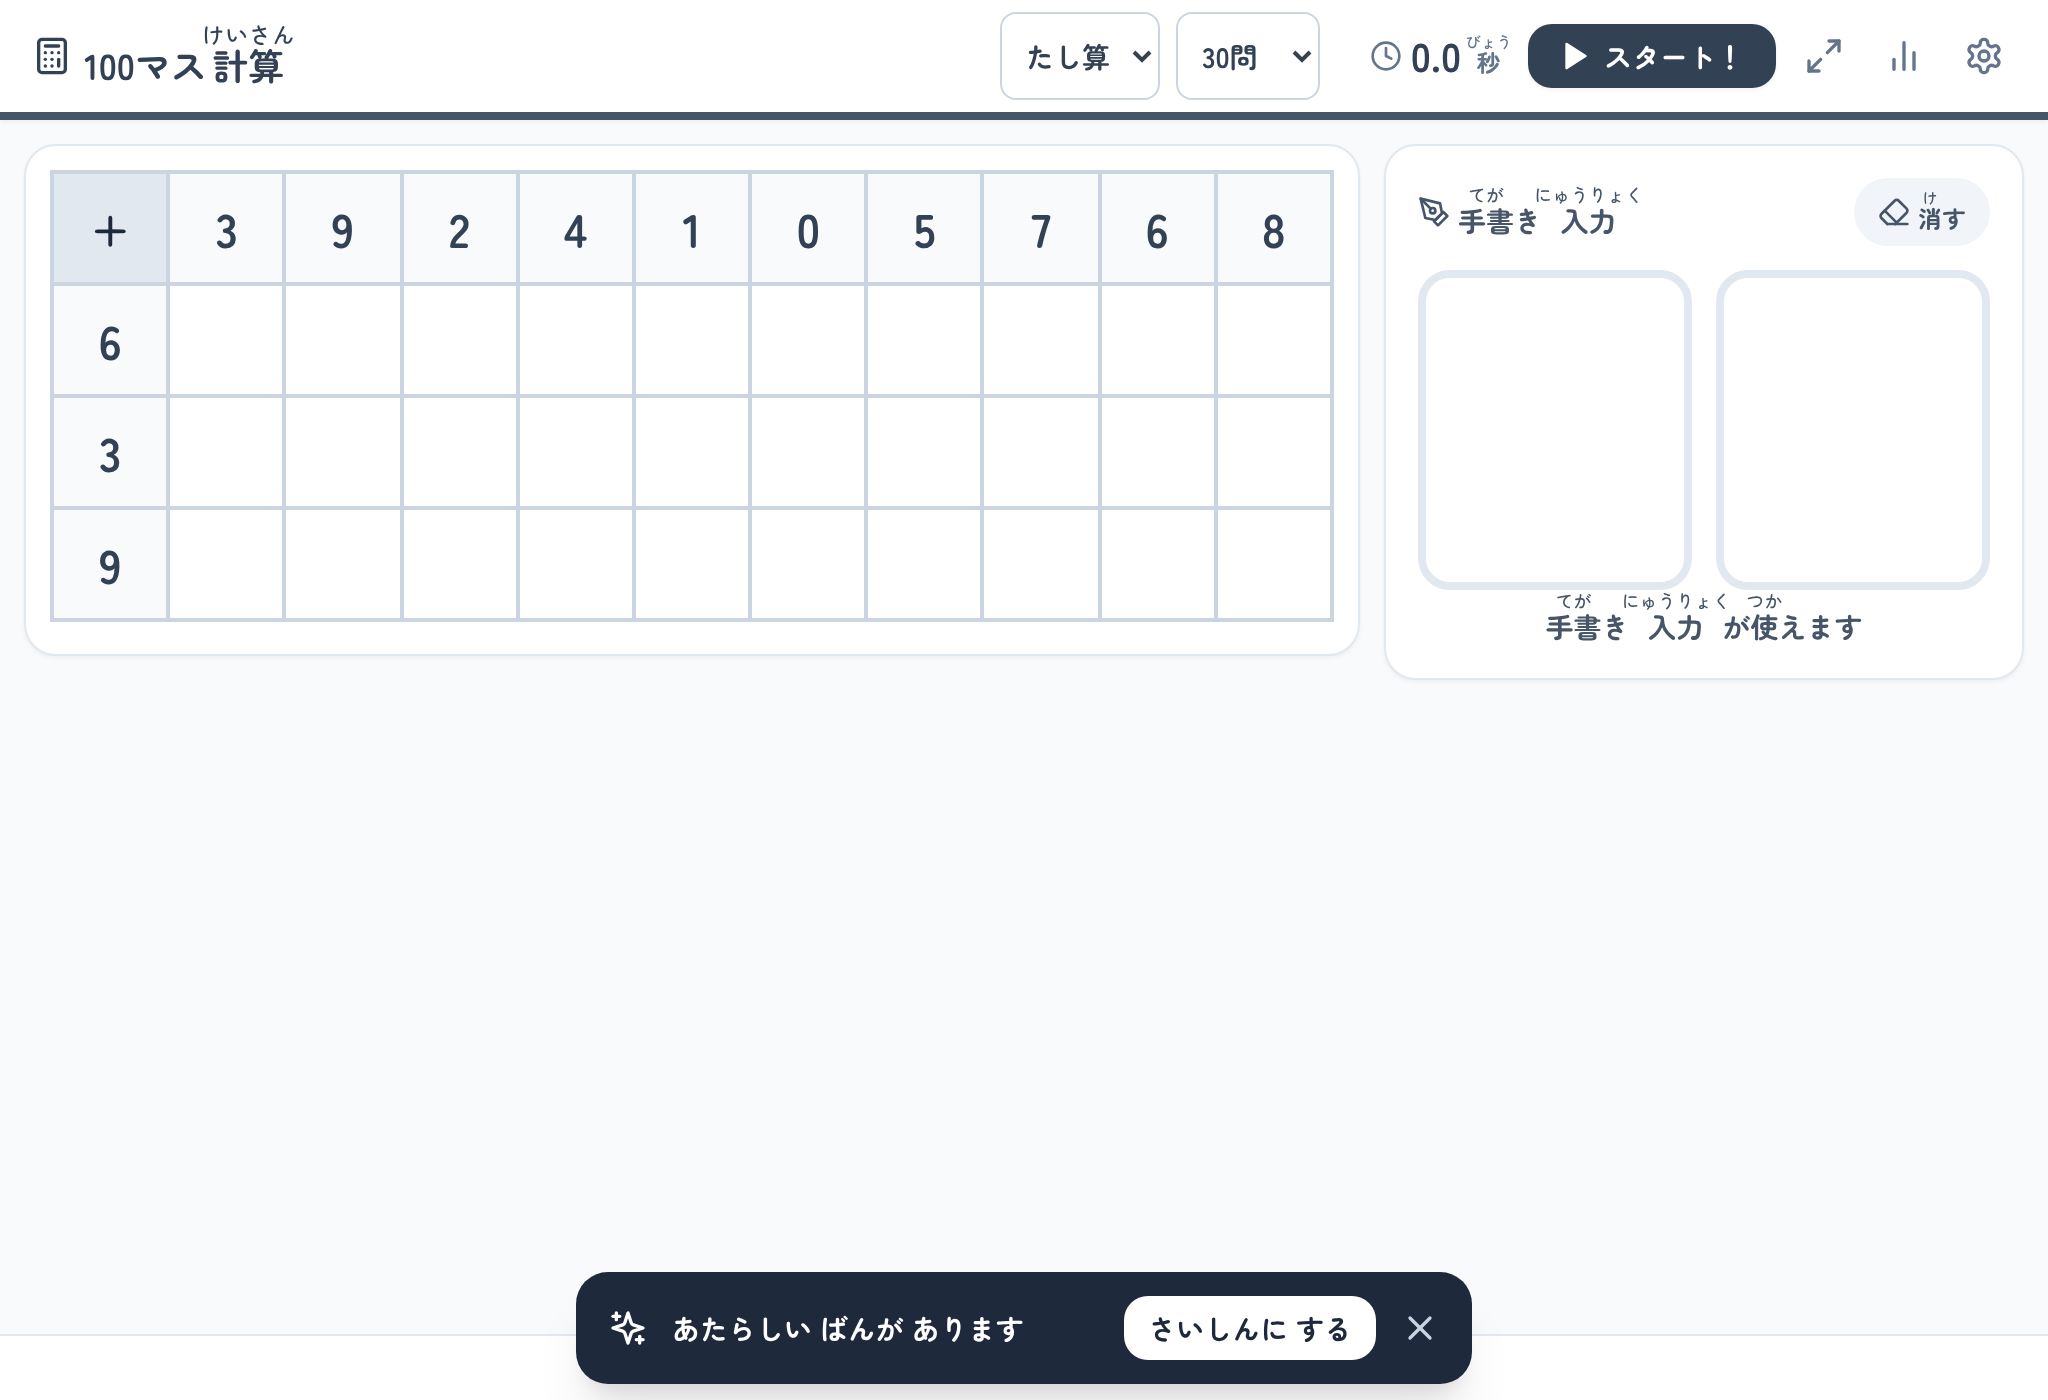 けいさん
100マス 計算
たし算
30問
0.0 秒
びょう
スタート！
+ 3 9 2 4 1 0 5 7 6 8
6
3
9
てが にゅうりょく
手書き 入力
け
消す
てが にゅうりょく つか
手書き 入力 が使えます
あたらしい ばんが あります
さいしんに する